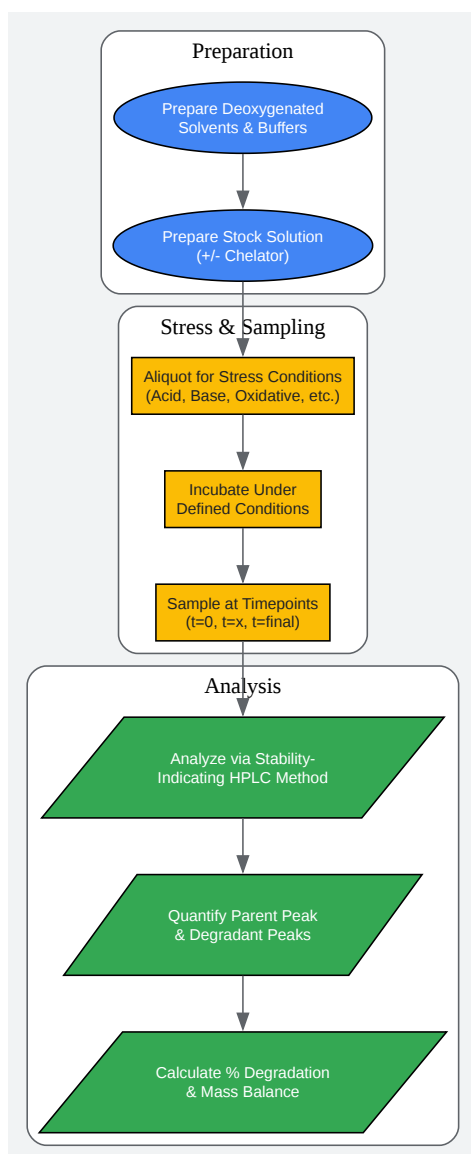 Preparation
Prepare Deoxygenated
Solvents & Buffers
Prepare Stock Solution
(+/- Chelator)
Stress & Sampling
Aliquot for Stress Conditions
(Acid, Base, Oxidative, etc.)
Incubate Under
Defined Conditions
Sample at Timepoints
(t=0, t=x, t=final)
Analysis
Analyze via Stability-
Indicating HPLC Method
Quantify Parent Peak
& Degradant Peaks
Calculate % Degradation
& Mass Balance